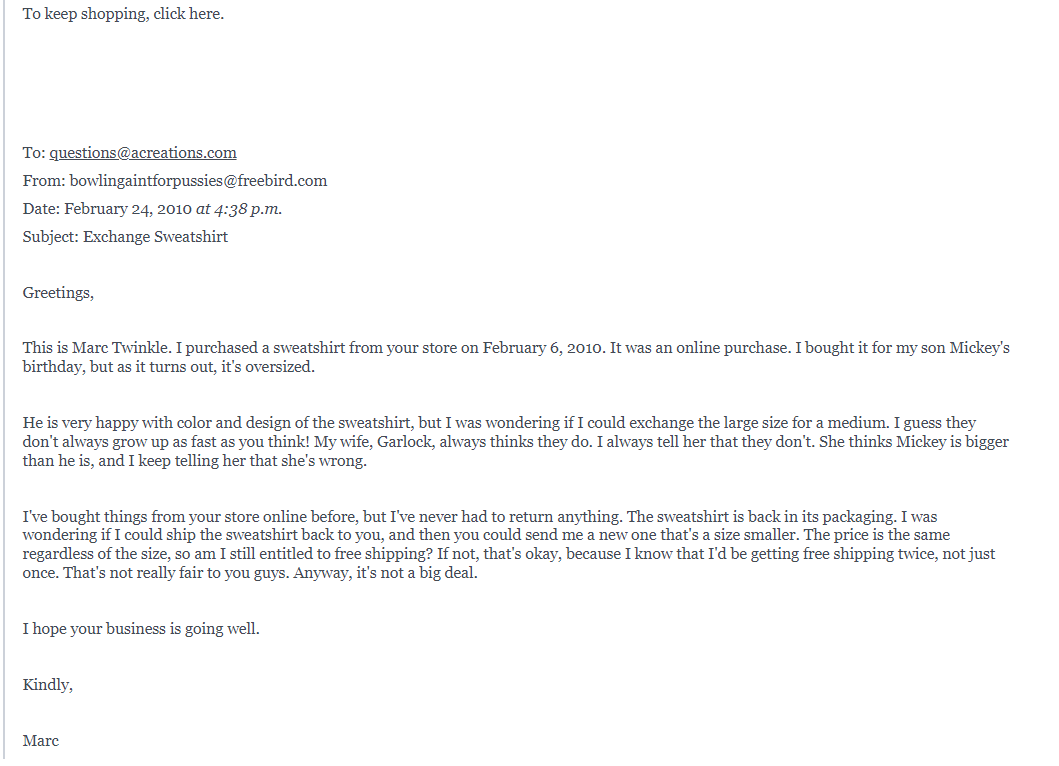 To keep shopping, click here.
To: questions@acreations.com
From: bowlingaintforpussies@freebird.com
Date: February 24, 2010 at 4:38 p.m.
Subject: Exchange Sweatshirt
Greetings,
This is Marc Twinkle. I purchased a sweatshirt from your store on February 6, 2010. It was an online purchase. I bought it for my son Mickey's
birthday, but as it turns out, it's oversized.
He is very happy with color and design of the sweatshirt, but I was wondering if I could exchange the large size for a medium. I guess they
don't always grow up as fast as you think! My wife, Garlock, always thinks they do. I always tell her that they don't. She thinks Mickey is bigger
than he is, and I keep telling her that she's wrong.
I've bought things from your store online before, but I've never had to return anything. The sweatshirt is back in its packaging. I was
wondering if I could ship the sweatshirt back to you, and then you could send me a new one that's a size smaller. The price is the same
regardless of the size, so am I still entitled to free shipping? If not, that's okay, because I know that I'd be getting free shipping twice, not just
once. That's not really fair to you guys. Anyway, it's not a big deal.
I hope your business is going well.
Kindly,
Marc